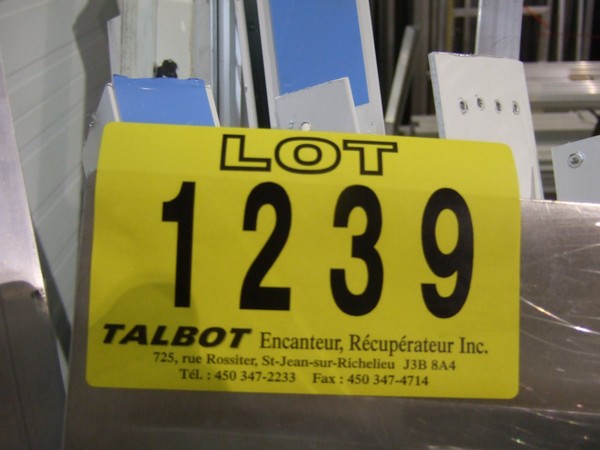 LOT
1239
TALBOT Encanteur, Récupérateur Inc.
725, rue Rossiter, St-Jean-sur-Richelieu J3B 8A4
Tél. : 450 347-2233 Fax : 450 347-4714